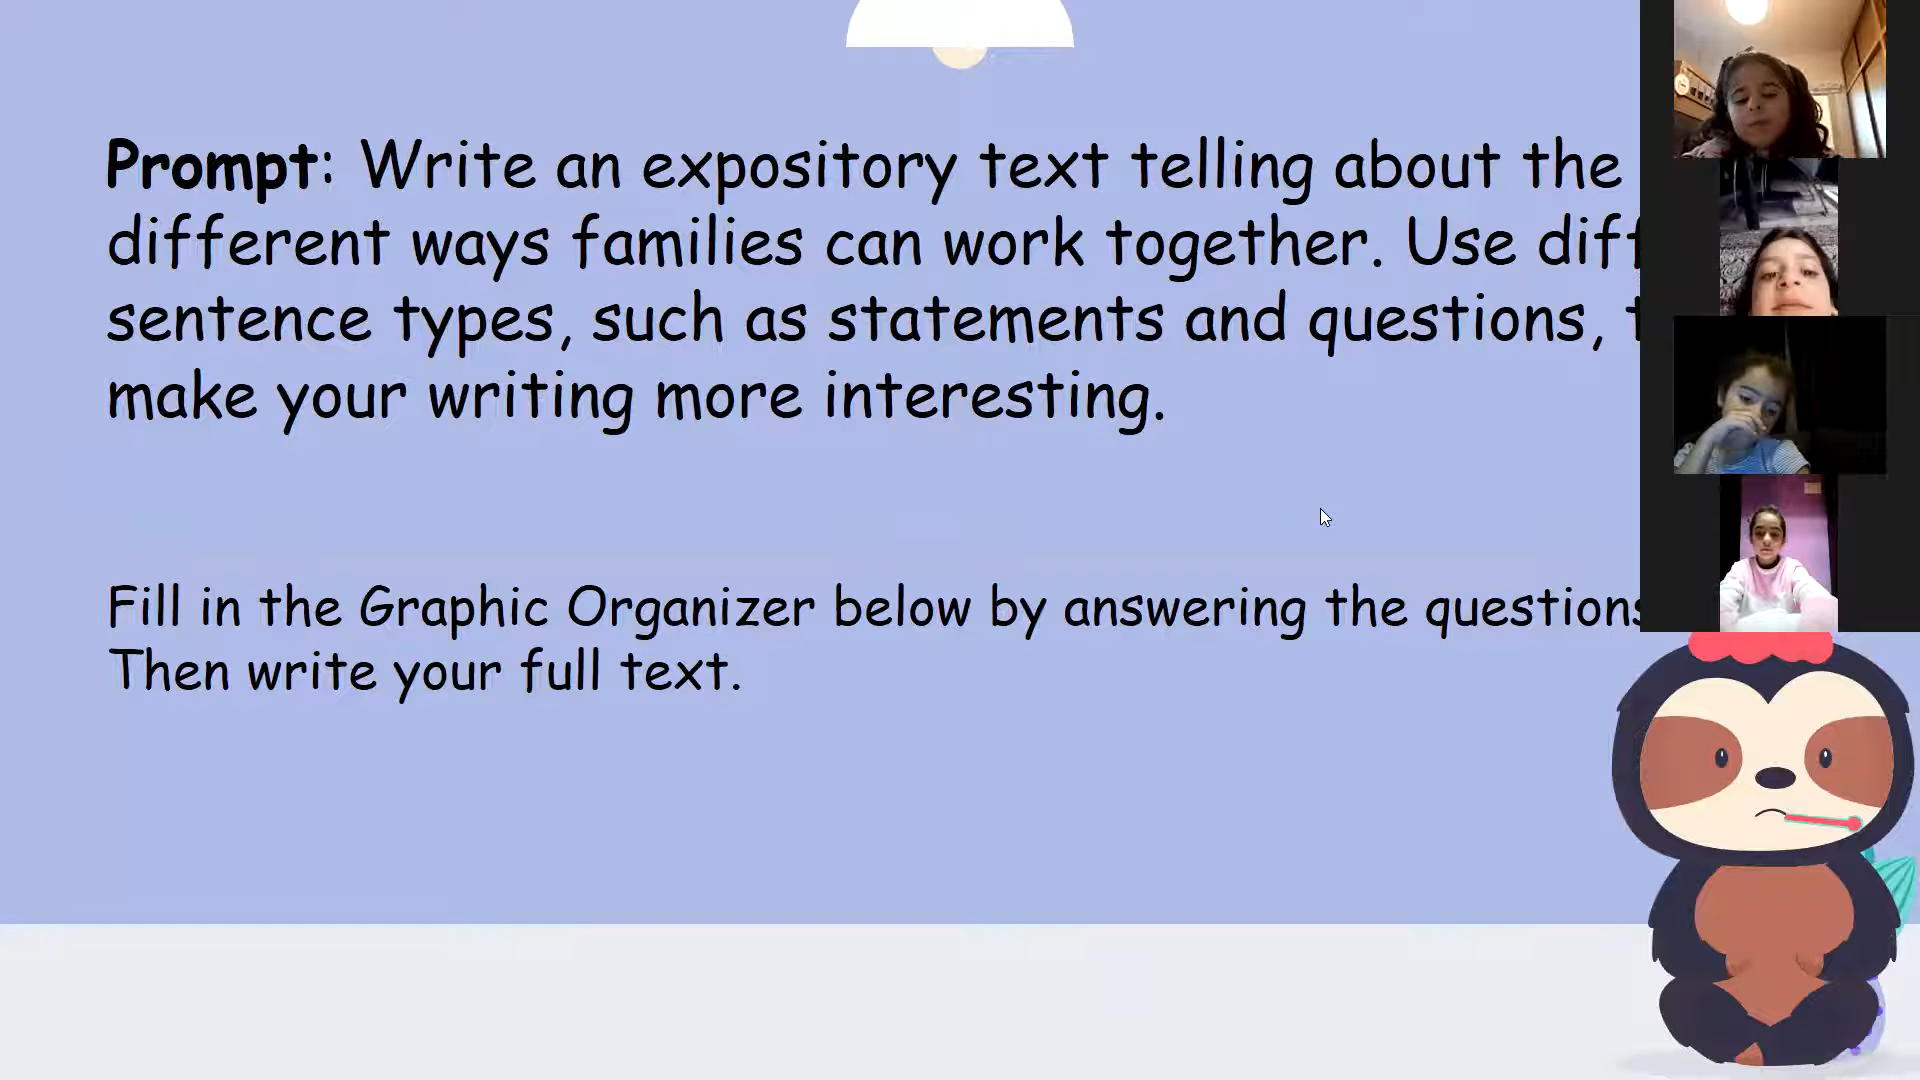 Prompt: Write an expository text telling about the
different ways families can work together. Use
sentence types, such as statements and questions,
make your writing more interesting.
Fill in the Graphic Organizer below by answering the questions
Then write your full text.